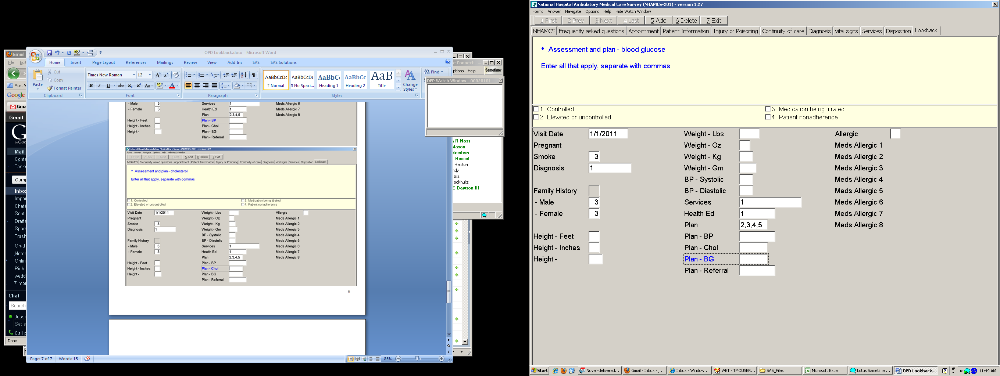 Gmail
File Edi
Most V
Google
Gma
Gmail
by Goo
Mail
Conta
Tasks
Comp
Inbo
Impor
Chats
Sent
Drafts
Spam
Trash
Grad
Notes
Onlin
Rich
wedd
7 mor
Chat
Search
Jessi
Set s
Call p
Done
OPD Lookback.docx - Microsoft Word
Home Insert Page Layout References Mailings Review View Add-Ins SAS SAS Solutions
Paste
Cut
Copy
Format Painter
Clipboard
Times New Roman 12
Font
Paragraph
AaBbCcDc AaBbCcDc AaBbC AaBbCc AaB
¶ Normal ¶ No Spaci... Heading 1 Heading 2 Title
Change Styles
Styles
Find
- Male 3 Services 1 Meds Allergic 6
- Female 3 Health Ed 1 Meds Allergic 7
Plan 2,3,4,5 Meds Allergic 8
Height - Feet Plan - BP
Height - Inches Plan - Chol
Height - Plan - BG
Plan - Referral
National Hospital Ambulatory Medical Care Survey (NHAMCS-201) - version 1.27
Forms Answer Navigate Options Help Hide Watch Window
1 First 2 Prev 3 Next 4 Last 5 Add 6 Delete 7 Exit
NHAMCS Frequently asked questions Appointment Patient Information Injury or Poisoning Continuity of care Diagnosis vital signs Services Disposition Lookback
♦ Assessment and plan - cholesterol
Enter all that apply, separate with commas
1. Controlled 3. Medication being titrated
2. Elevated or uncontrolled 4. Patient nonadherence
Visit Date 1/1/2011 Weight - Lbs Allergic
Pregnant Weight - Oz Meds Allergic 1
Smoke 3 Weight - Kg Meds Allergic 2
Diagnosis 1 Weight - Gm Meds Allergic 3
BP - Systolic Meds Allergic 4
Family History BP - Diastolic Meds Allergic 5
- Male 3 Services 1 Meds Allergic 6
- Female 3 Health Ed 1 Meds Allergic 7
Plan 2,3,4,5 Meds Allergic 8
Height - Feet Plan - BP
Height - Inches Plan - Chol
Height - Plan - BG
Plan - Referral
6
Page: 7 of 7 Words: 15 85%
e Connect - ...
ptions Help Sametime
DEP Watch Window - 00020101
R Noss
Mason
Gerstein
Heimel
Heiston
ndy
oss
ookhultz
E Dawson III
National Hospital Ambulatory Medical Care Survey (NHAMCS-201) - version 1.27
Forms Answer Navigate Options Help Hide Watch Window
1 First 2 Prev 3 Next 4 Last 5 Add 6 Delete 7 Exit
NHAMCS Frequently asked questions Appointment Patient Information Injury or Poisoning Continuity of care Diagnosis vital signs Services Disposition Lookback
♦ Assessment and plan - blood glucose
Enter all that apply, separate with commas
1. Controlled 3. Medication being titrated
2. Elevated or uncontrolled 4. Patient nonadherence
Visit Date 1/1/2011 Weight - Lbs Allergic
Pregnant Weight - Oz Meds Allergic 1
Smoke 3 Weight - Kg Meds Allergic 2
Diagnosis 1 Weight - Gm Meds Allergic 3
BP - Systolic Meds Allergic 4
Family History BP - Diastolic Meds Allergic 5
- Male 3 Services 1 Meds Allergic 6
- Female 3 Health Ed 1 Meds Allergic 7
Plan 2,3,4,5 Meds Allergic 8
Height - Feet Plan - BP
Height - Inches Plan - Chol
Height - Plan - BG
Plan - Referral
Start Novell-delivered... Gmail - Inbox - j... Inbox - Window... WBT - TMOUSER... SAS_Files Microsoft Excel Lotus Sametime ... OPD Lookback.... « 11:49 AM